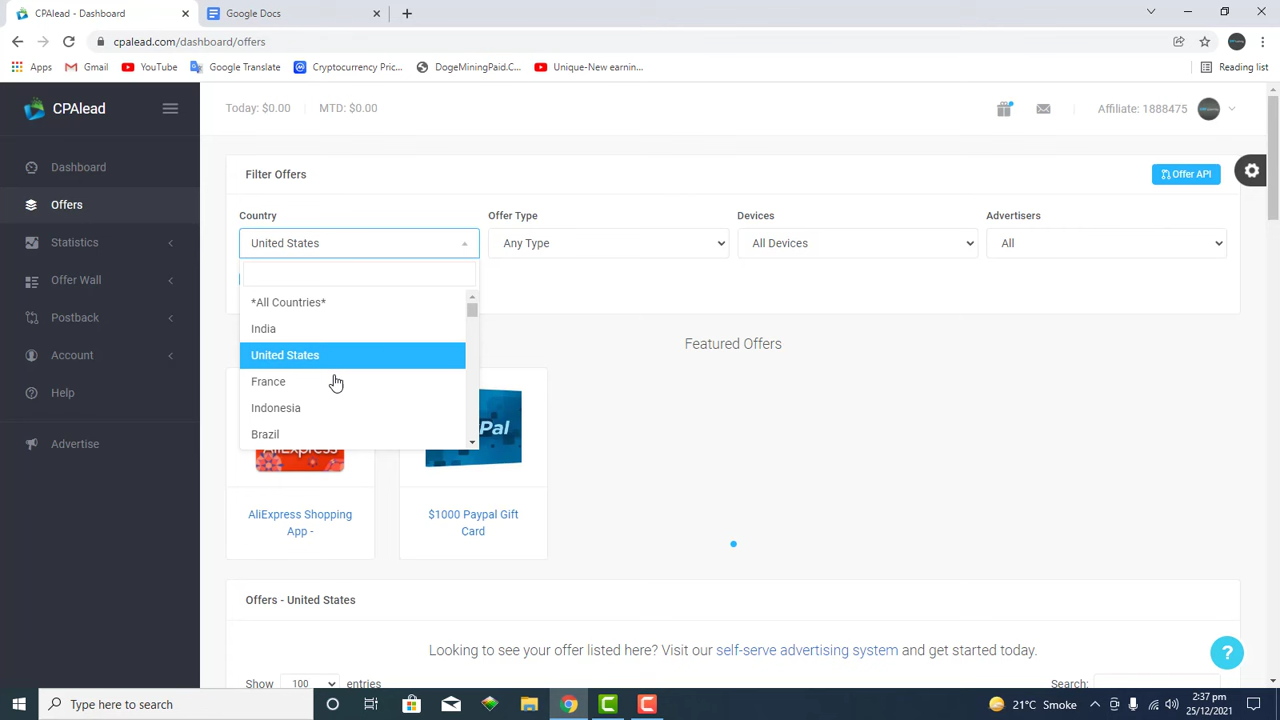 CPAlead - Dashboard
Google Docs
cpalead.com/dashboard/offers
Apps
Gmail
YouTube
Google Translate
Cryptocurrency Pric...
DogeMiningPaid.C...
Unique-New earnin...
Reading list
CPAlead
Today: $0.00
MTD: $0.00
Affiliate: 1888475
Dashboard
Offers
Statistics
Offer Wall
Postback
Account
Help
Advertise
Filter Offers
Offer API
Country
Offer Type
Devices
Advertisers
United States
Any Type
All Devices
All
*All Countries*
India
United States
France
Indonesia
Brazil
Featured Offers
AliExpress
Pal
AliExpress Shopping
App -
$1000 Paypal Gift
Card
Offers - United States
Looking to see your offer listed here? Visit our self-serve advertising system and get started today.
Show 100 entries
Search:
?
Type here to search
21°C Smoke
2:37 pm
25/12/2021